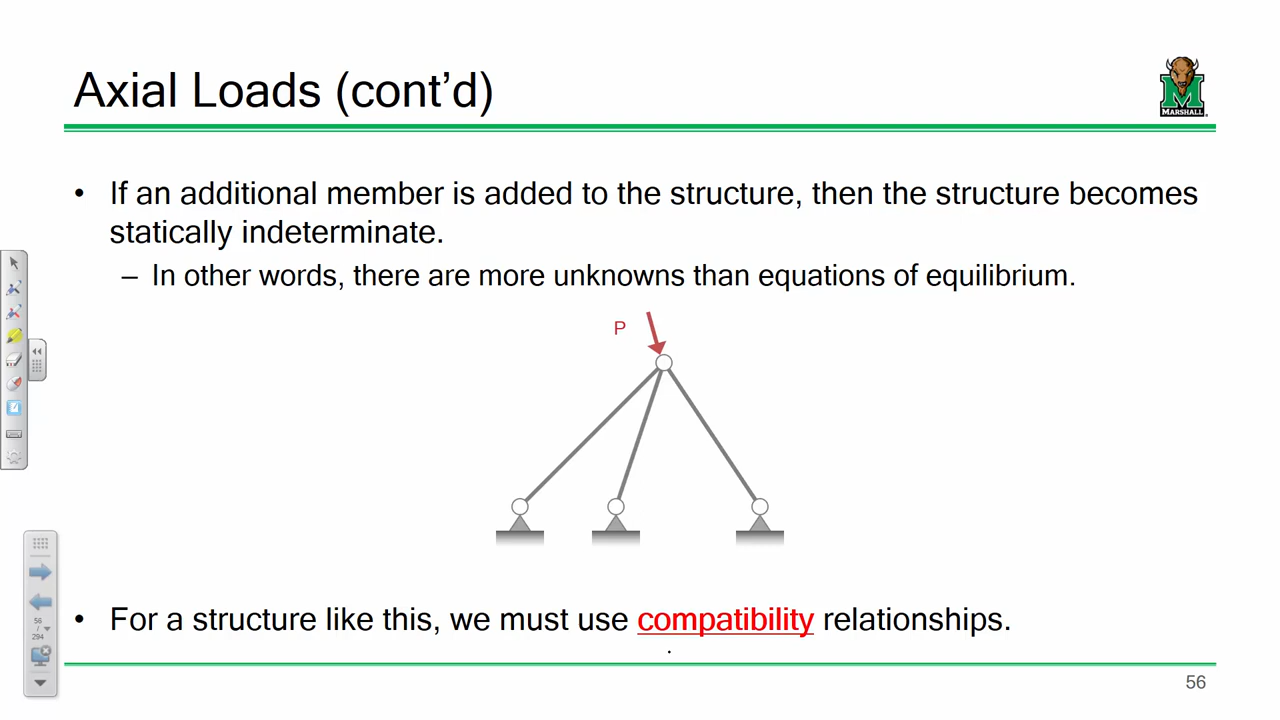 Axial Loads (cont’d)
MARSHALL
• If an additional member is added to the structure, then the structure becomes
statically indeterminate.
– In other words, there are more unknowns than equations of equilibrium.
P
• For a structure like this, we must use compatibility relationships.
56
/
294
56